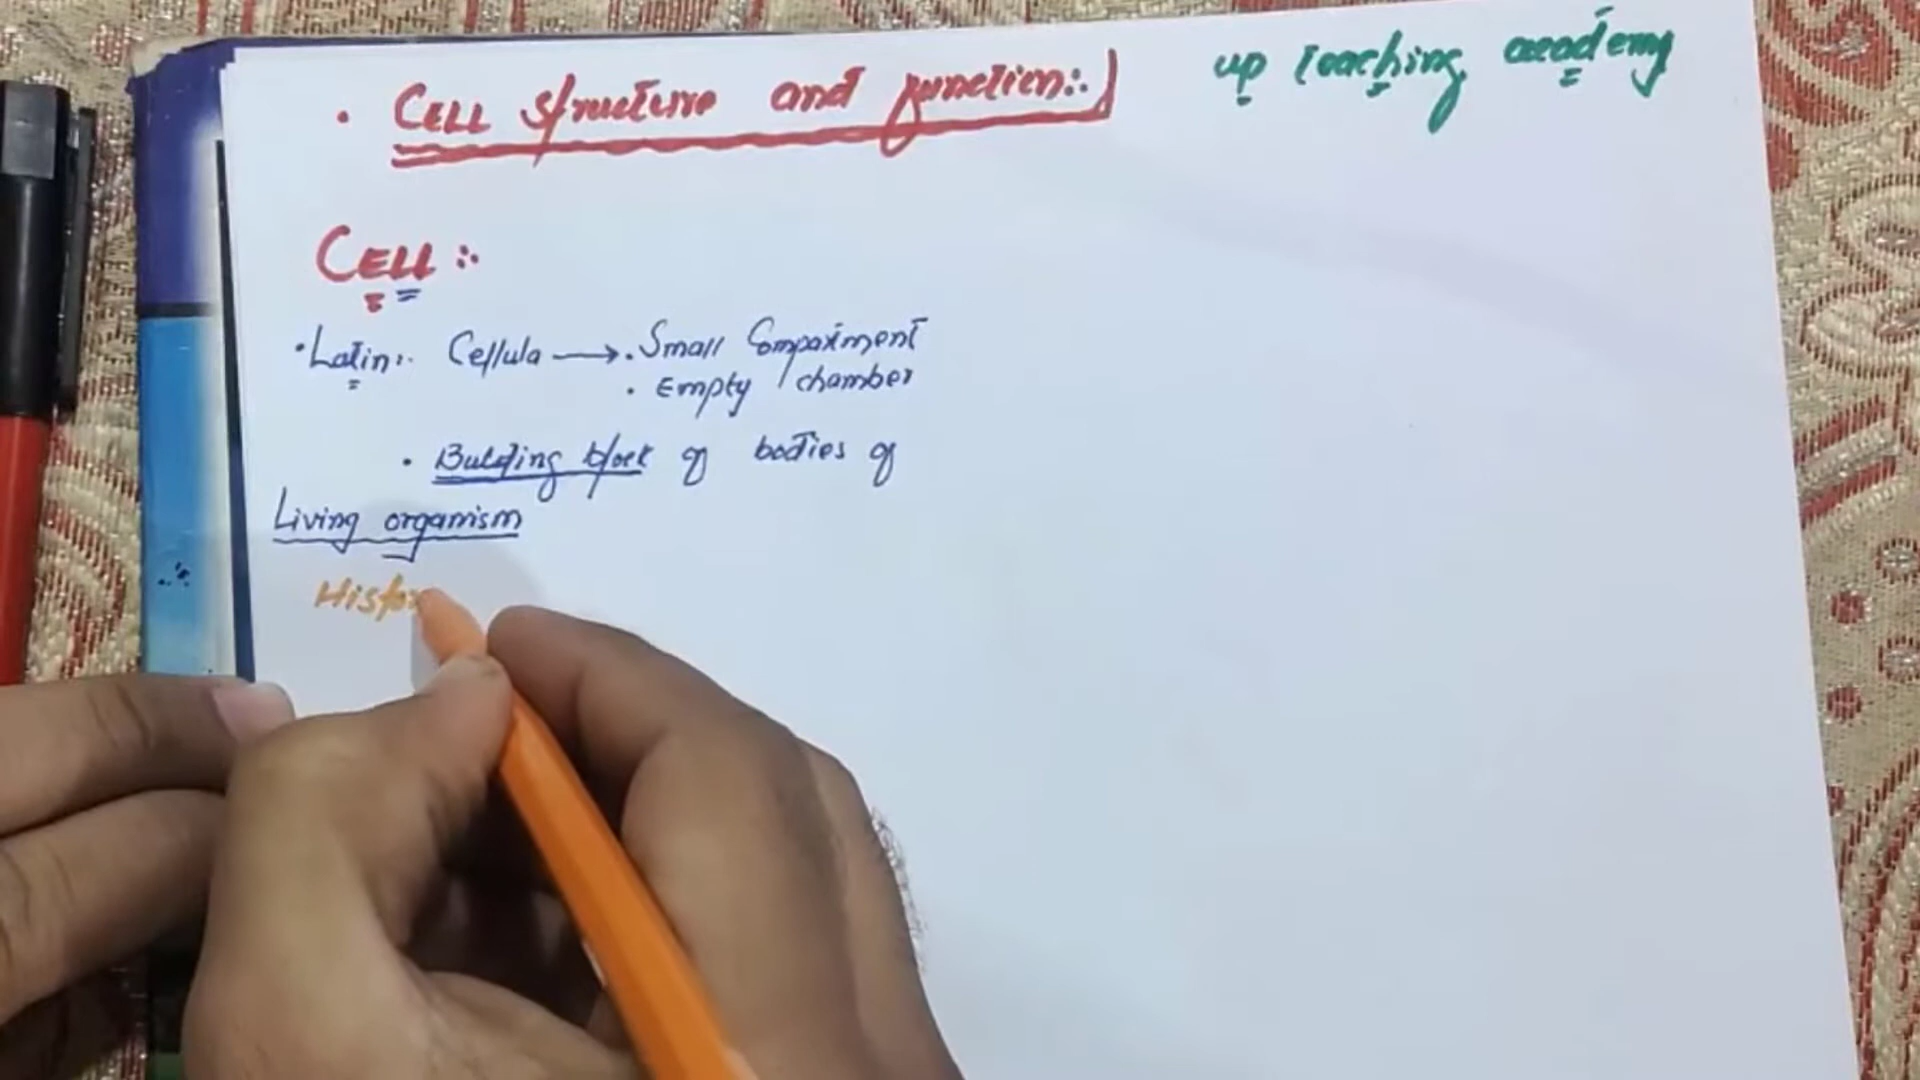 • CELL structure and function:.
up teaching academy
CELL :.
• Latin:. Cellula → • Small Compartment
• Empty chamber
• Building block of bodies of
Living organism
Histor